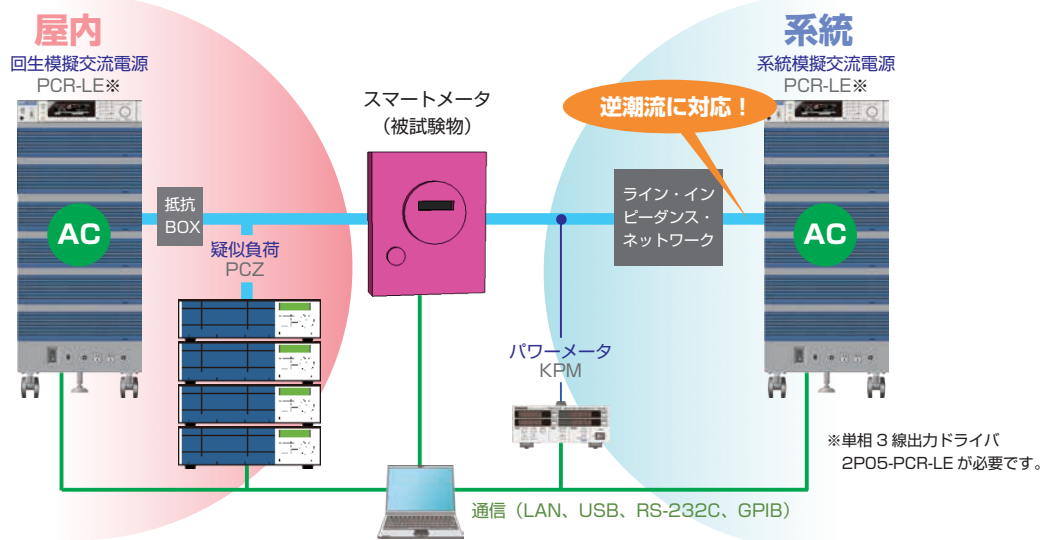 屋内
回生模擬交流電源
PCR-LE※
AC
抵抗
BOX
疑似負荷
PCZ
スマートメータ
（被試験物）
逆潮流に対応！
ライン・イン
ピーダンス・
ネットワーク
パワーメータ
KPM
系統
系統模擬交流電源
PCR-LE※
AC
※単相 3 線出力ドライバ
2P05-PCR-LE が必要です。
通信（LAN、USB、RS-232C、GPIB）